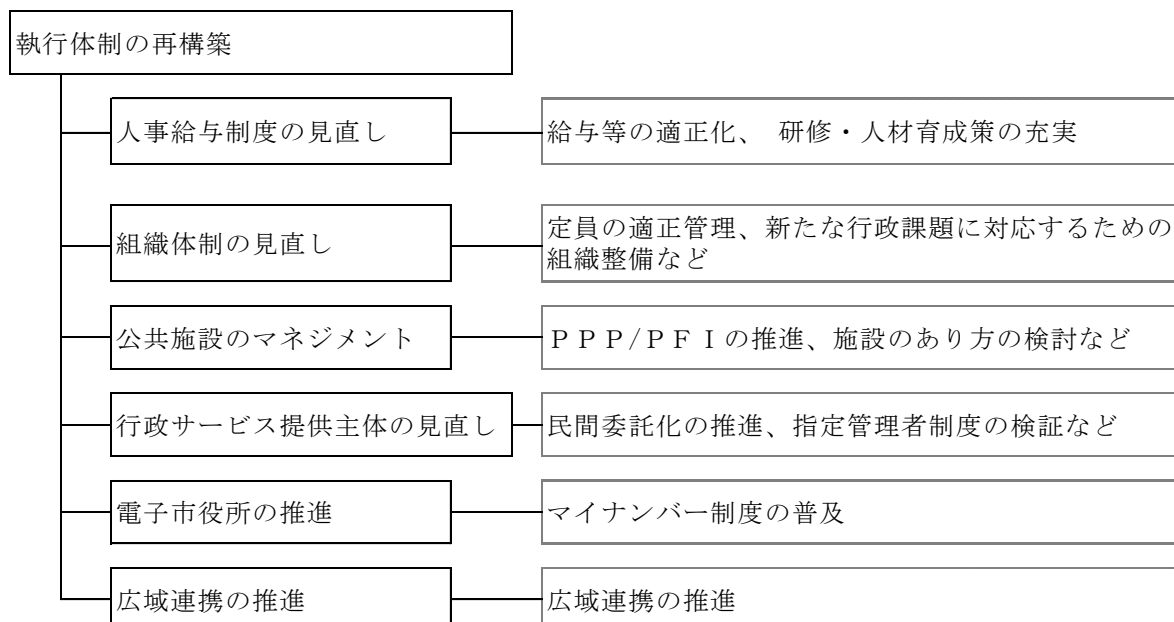 執行体制の再構築
人事給与制度の見直し
給与等の適正化、 研修・人材育成策の充実
組織体制の見直し
定員の適正管理、新たな行政課題に対応するための
組織整備など
公共施設のマネジメント
ＰＰＰ/ＰＦＩの推進、施設のあり方の検討など
行政サービス提供主体の見直し
民間委託化の推進、指定管理者制度の検証など
電子市役所の推進
マイナンバー制度の普及
広域連携の推進
広域連携の推進